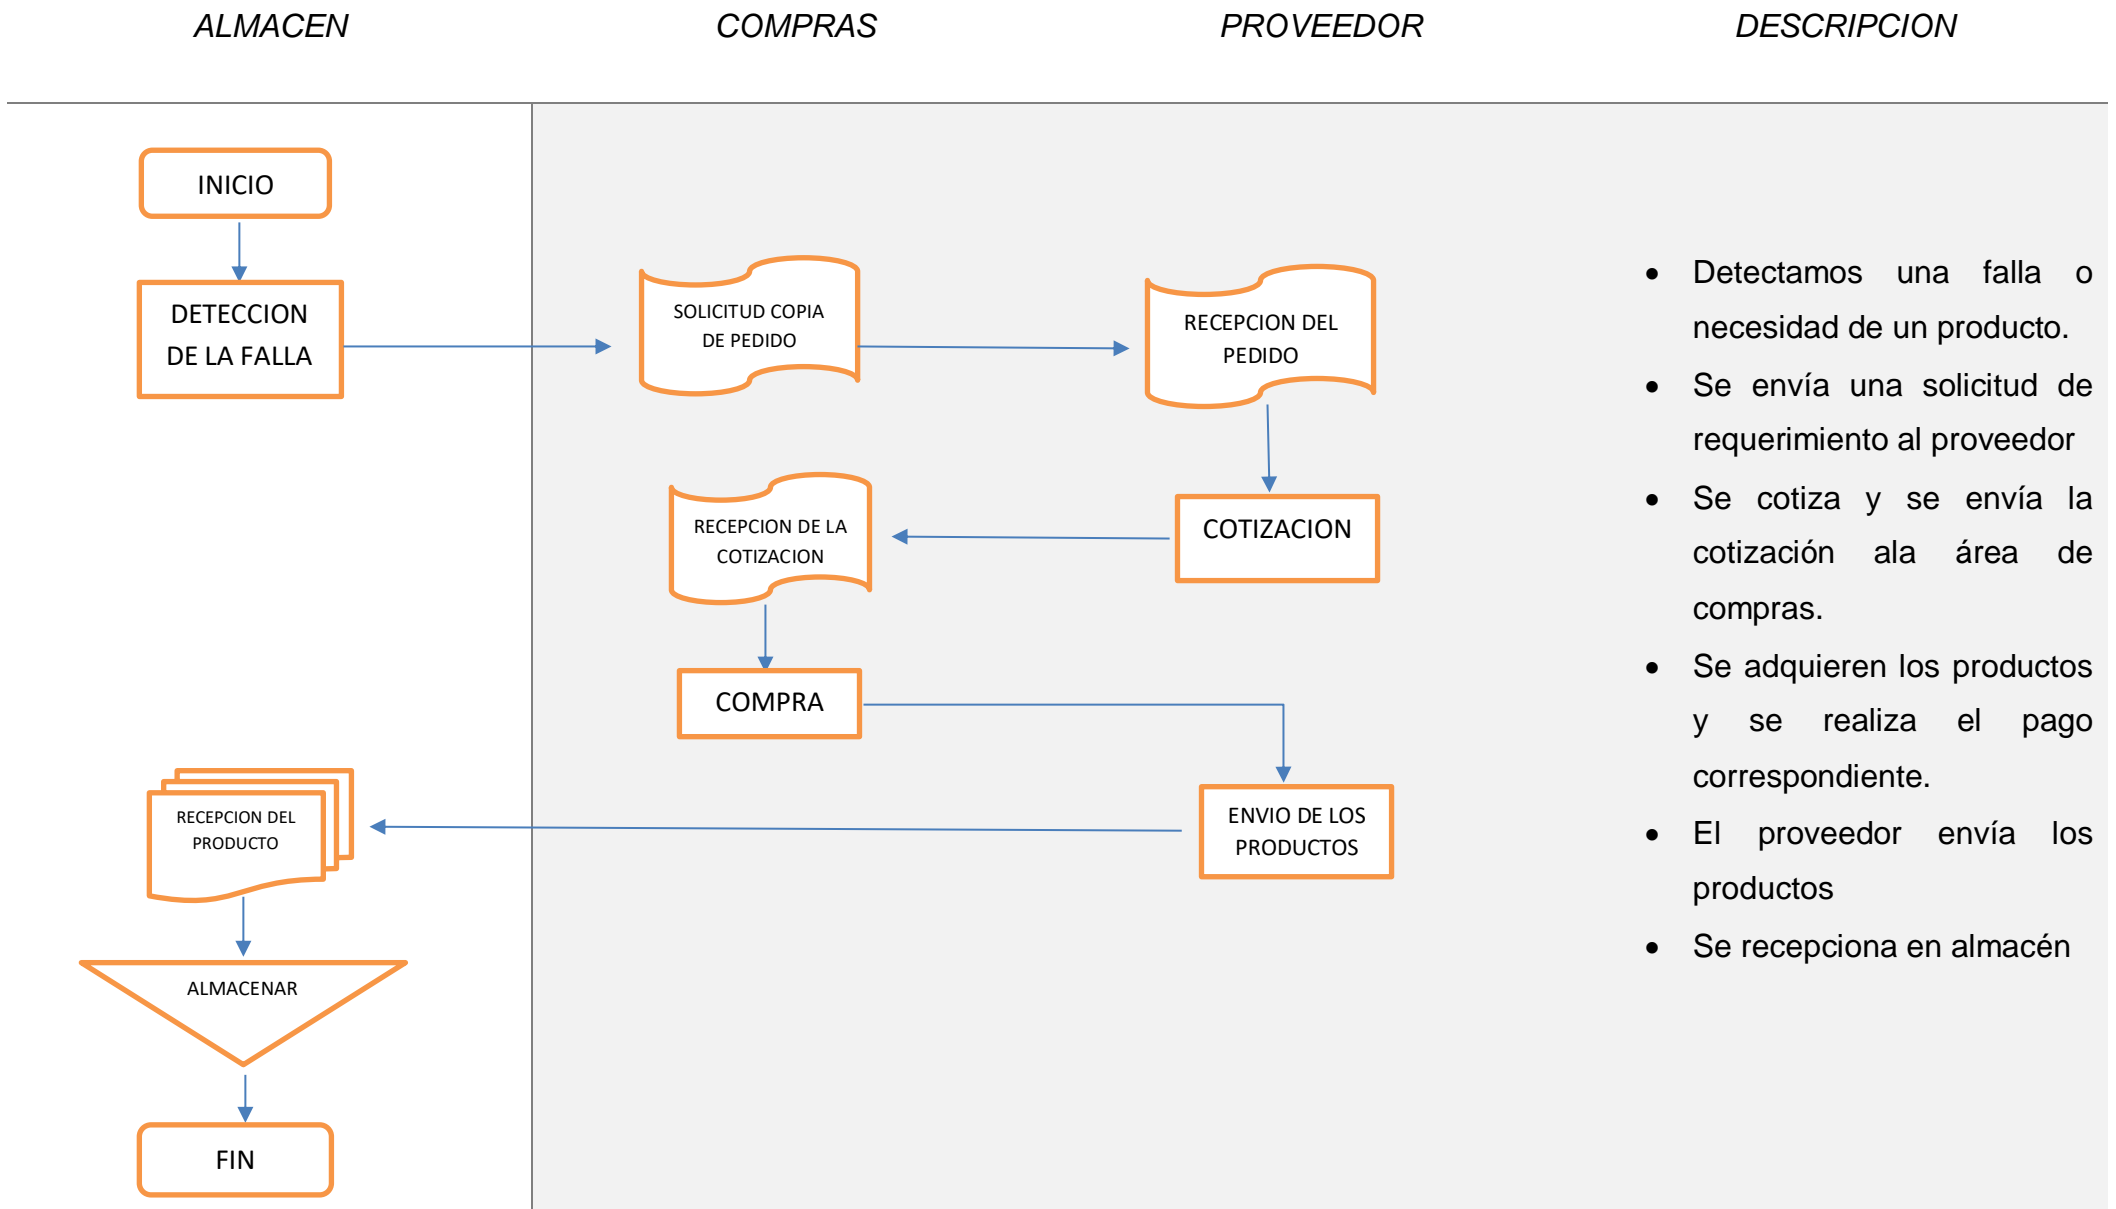 ALMACEN
COMPRAS
PROVEEDOR
DESCRIPCION
INICIO
DETECCION
DE LA FALLA
SOLICITUD COPIA
DE PEDIDO
RECEPCION DEL
PEDIDO
COTIZACION
RECEPCION DE LA
COTIZACION
COMPRA
ENVIO DE LOS
PRODUCTOS
RECEPCION DEL
PRODUCTO
ALMACENAR
FIN
• Detectamos una falla o
necesidad de un producto.
• Se envía una solicitud de
requerimiento al proveedor
• Se cotiza y se envía la
cotización ala área de
compras.
• Se adquieren los productos
y se realiza el pago
correspondiente.
• El proveedor envía los
productos
• Se recepciona en almacén